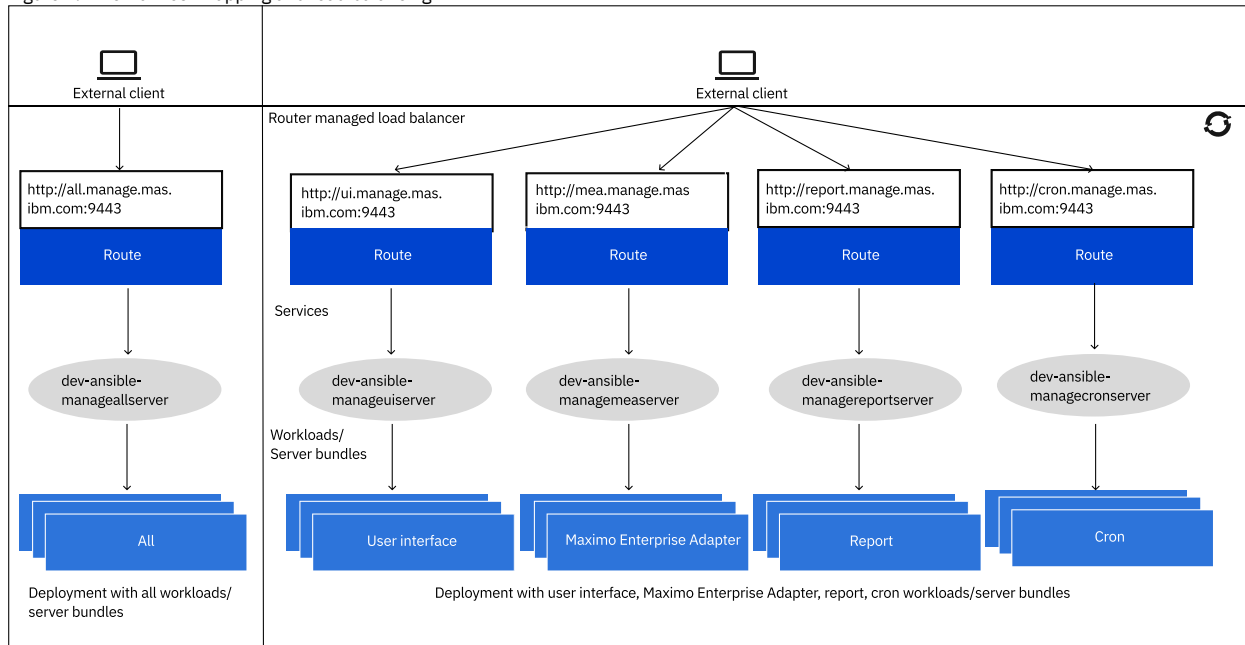 External client
http://all.manage.mas.
ibm.com:9443
Route
dev-ansible-
manageallserver
All
Deployment with all workloads/
server bundles
External client
Router managed load balancer
http://ui.manage.mas.
ibm.com:9443
Route
http://mea.manage.mas
ibm.com:9443
Route
http://report.manage.mas.
ibm.com:9443
Route
http://cron.manage.mas.
ibm.com:9443
Route
Services
dev-ansible-
manageuiserver
dev-ansible-
managemeaserver
dev-ansible-
managereportserver
dev-ansible-
managecronserver
Workloads/
Server bundles
User interface
Maximo Enterprise Adapter
Report
Cron
Deployment with user interface, Maximo Enterprise Adapter, report, cron workloads/server bundles